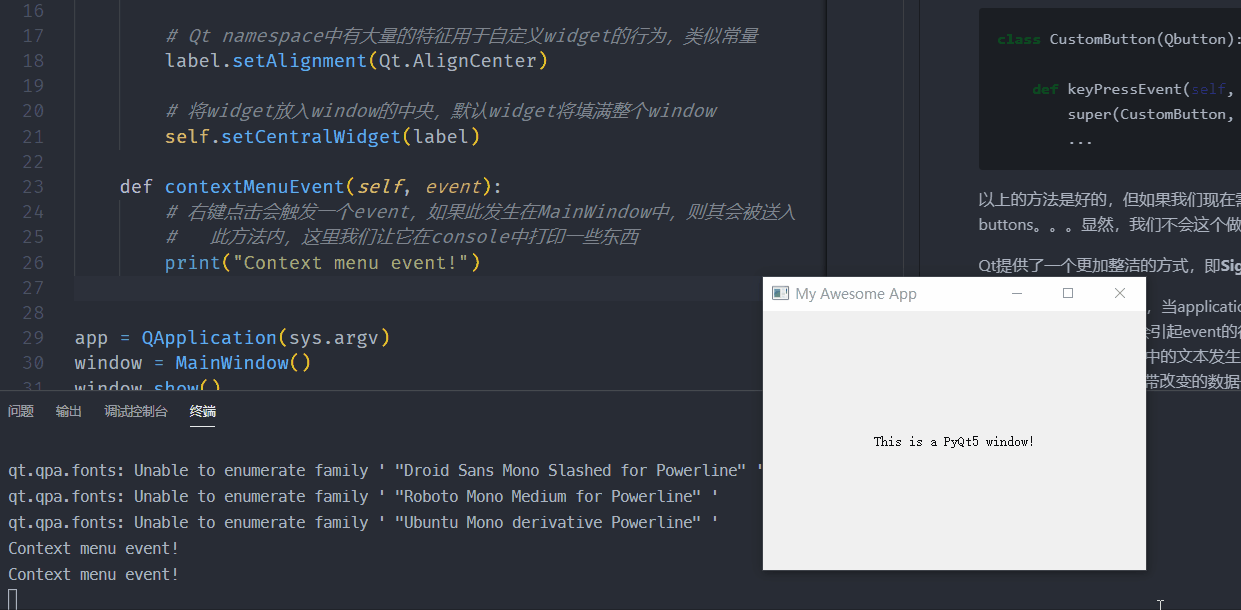 16
17 # Qt namespace中有大量的特征用于自定义widget的行为，类似常量
18 label.setAlignment(Qt.AlignCenter)
19
20 # 将widget放入window的中央，默认widget将填满整个window
21 self.setCentralWidget(label)
22
23 def contextMenuEvent(self, event):
24 # 右键点击会触发一个event，如果此发生在MainWindow中，则其会被送入
25 #   此方法内，这里我们让它在console中打印一些东西
26 print("Context menu event!")
27
28
29 app = QApplication(sys.argv)
30 window = MainWindow()
31 window.show()
问题 输出 调试控制台 终端
qt.qpa.fonts: Unable to enumerate family ' "Droid Sans Mono Slashed for Powerline" '
qt.qpa.fonts: Unable to enumerate family ' "Roboto Mono Medium for Powerline" '
qt.qpa.fonts: Unable to enumerate family ' "Ubuntu Mono derivative Powerline" '
Context menu event!
Context menu event!
class CustomButton(Qbutton):
def keyPressEvent(self,
super(CustomButton,
...
以上的方法是好的，但如果我们现在
buttons。。。显然，我们不会这个做
Qt提供了一个更加整洁的方式，即Sig
，当applicatio
会引起event的
中的文本发生
带改变的数据
My Awesome App
This is a PyQt5 window!